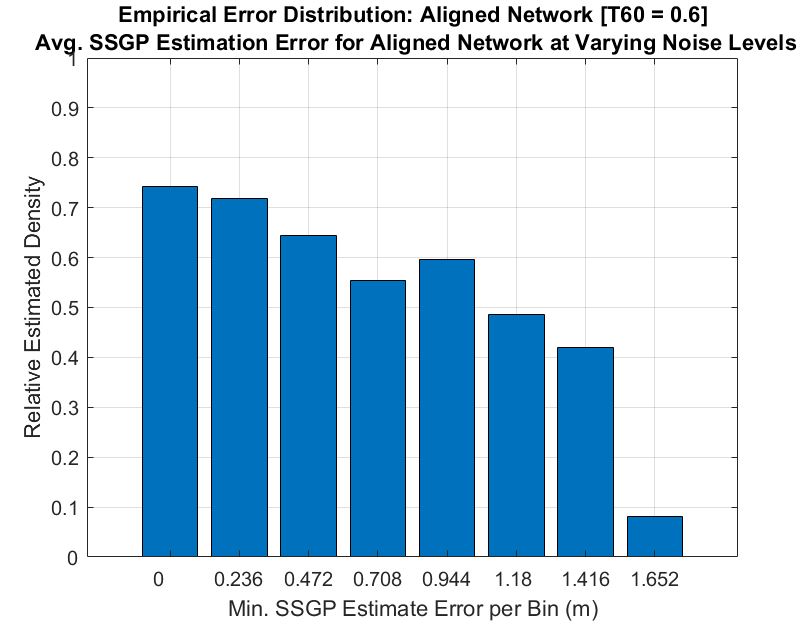 Empirical Error Distribution: Aligned Network [T60 = 0.6]
Avg. SSGP Estimation Error for Aligned Network at Varying Noise Levels
Relative Estimated Density
1
0.9
0.8
0.7
0.6
0.5
0.4
0.3
0.2
0.1
0
0 0.236 0.472 0.708 0.944 1.18 1.416 1.652
Min. SSGP Estimate Error per Bin (m)